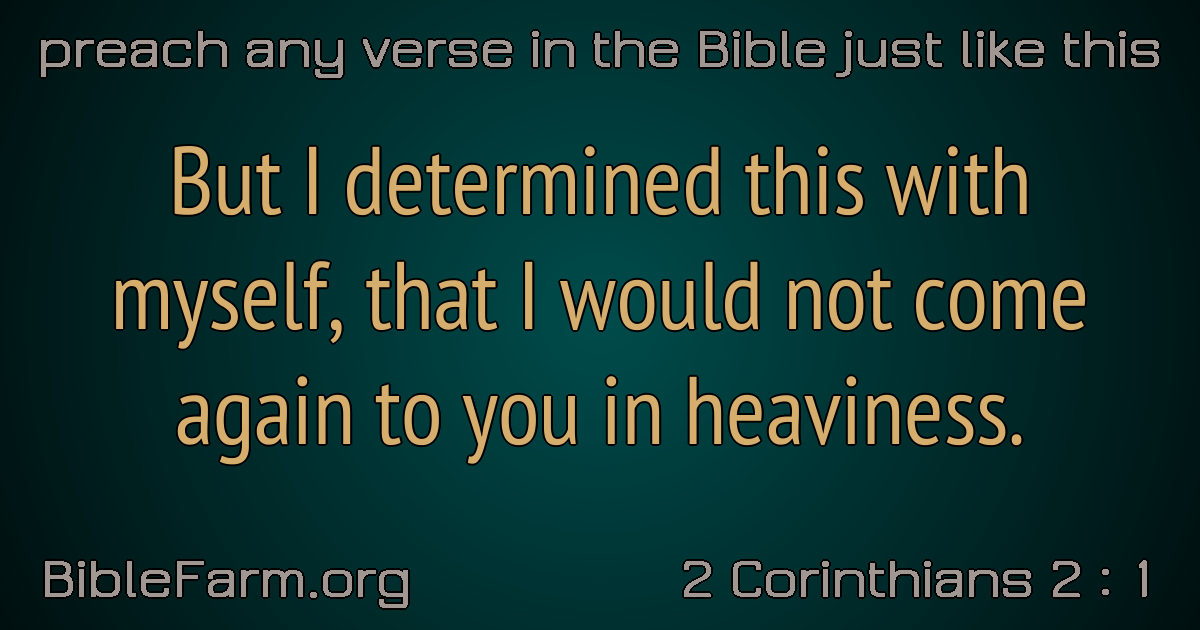 preach any verse in the Bible just like this
But I determined this with
myself, that I would not come
again to you in heaviness.
BibleFarm.org
2 Corinthians 2 : 1